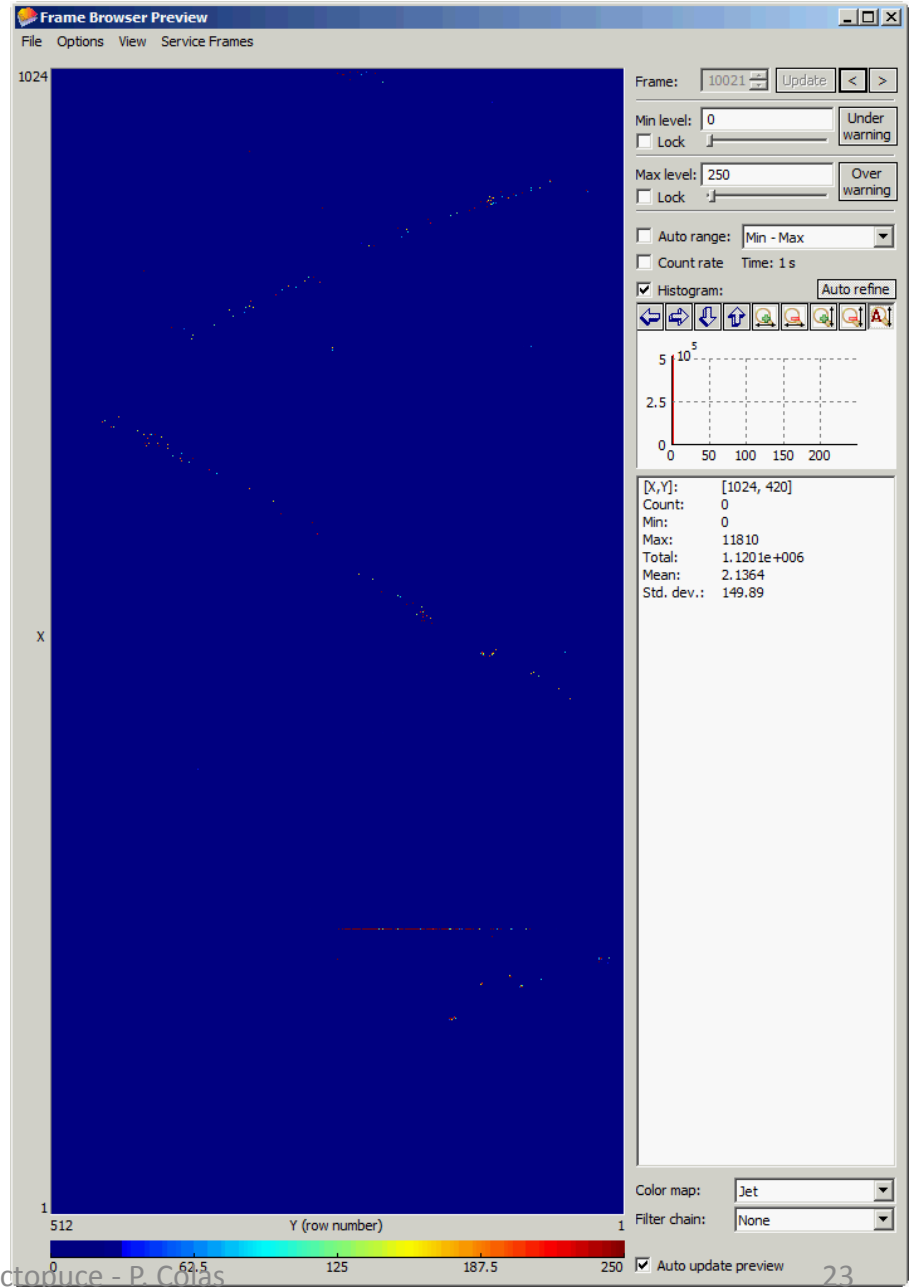 Frame Browser Preview
File Options View Service Frames
1024
X
1
512 Y (row number) 1
0 62.5 125 187.5 250
Frame: 10021 Update < >
Min level: 0 Under warning
Lock
Max level: 250 Over warning
Lock
Auto range: Min - Max
Count rate Time: 1 s
Histogram: Auto refine
5 10^5
2.5
0
0 50 100 150 200
[X,Y]: [1024, 420]
Count: 0
Min: 0
Max: 11810
Total: 1.1201e+006
Mean: 2.1364
Std. dev.: 149.89
Color map: Jet
Filter chain: None
Auto update preview
ctopuce - P. Colas 23